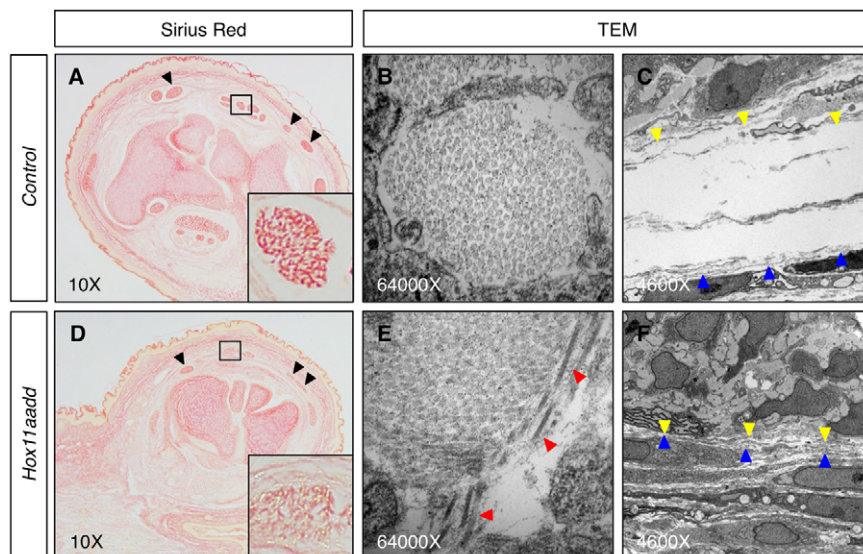 Sirius Red
TEM
Control
A
10X
B
64000X
C
4600X
Hox11aadd
D
10X
E
64000X
F
4600X